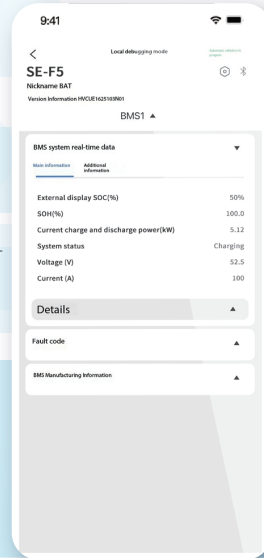 9:41
Local debugging mode
SE-F5
Nickname BAT
Version Information HVCUE1625103N01
BMS1 ▲
BMS system real-time data ▼
Main information Additional
information
External display SOC(%) 50%
SOH(%) 100.0
Current charge and discharge power(kW) 5.12
System status Charging
Voltage (V) 52.5
Current (A) 100
Details ▲
Fault code ▲
BMS Manufacturing Information ▲